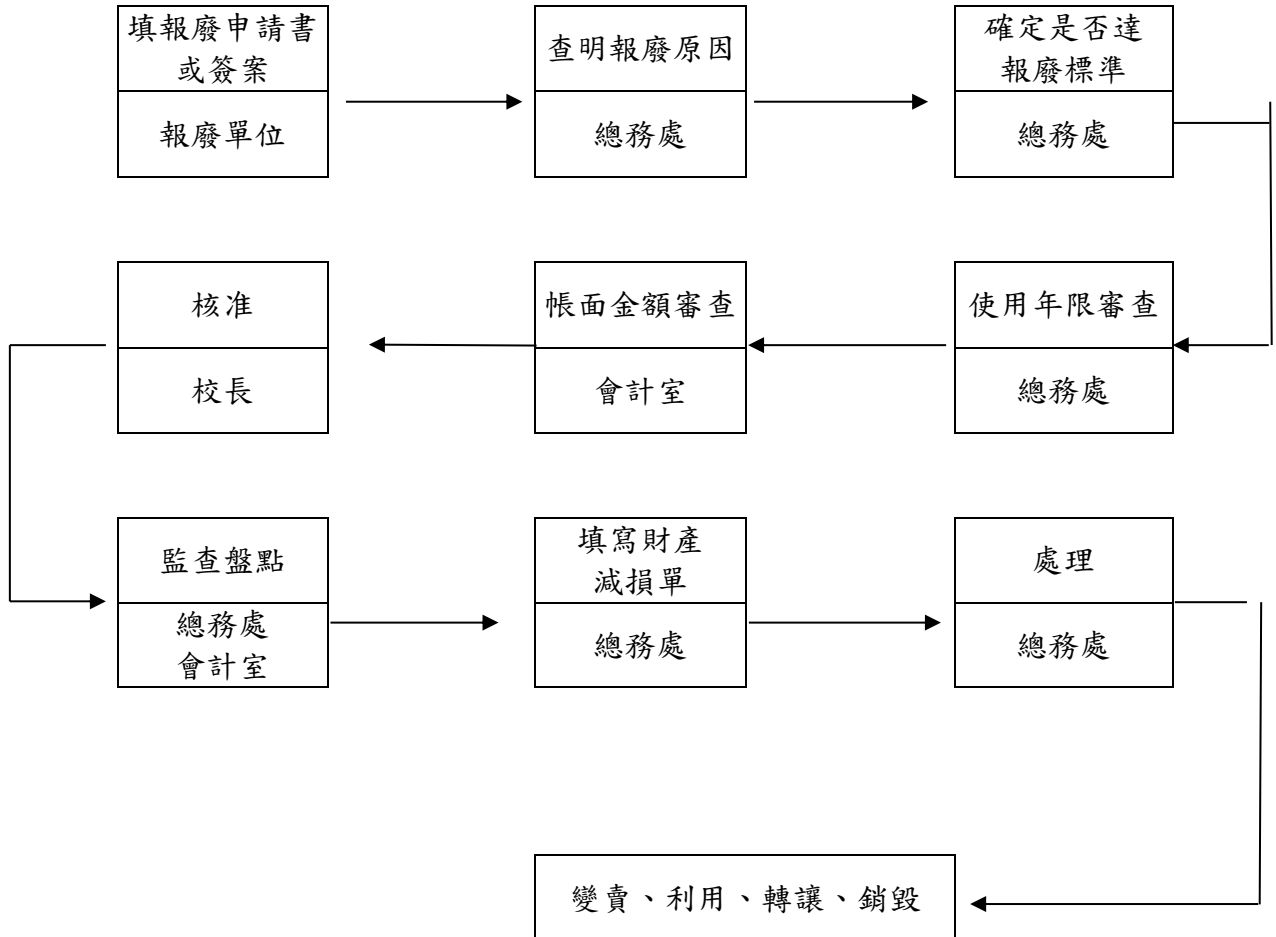 填報廢申請書
或簽案
報廢單位
查明報廢原因
總務處
確定是否達
報廢標準
總務處
使用年限審查
總務處
帳面金額審查
會計室
核准
校長
監查盤點
總務處
會計室
填寫財產
減損單
總務處
處理
總務處
變賣、利用、轉讓、銷毀